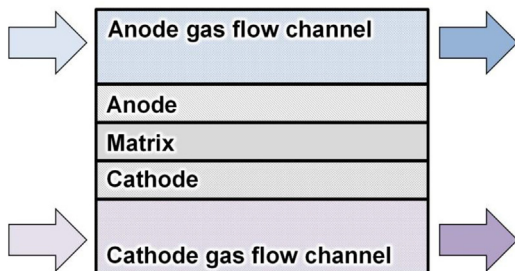 Anode gas flow channel
Anode
Matrix
Cathode
Cathode gas flow channel